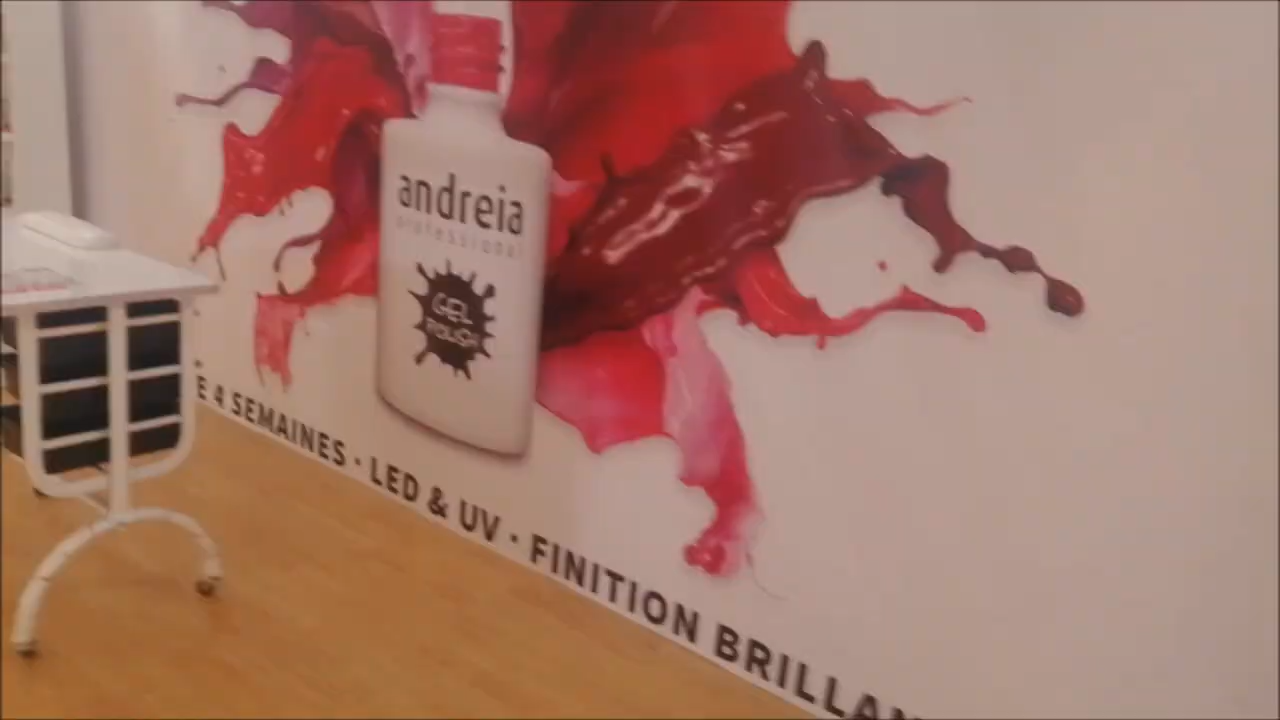 andreia
professional
GEL
POLISH
E 4 SEMAINES · LED & UV · FINITION BRILLAN